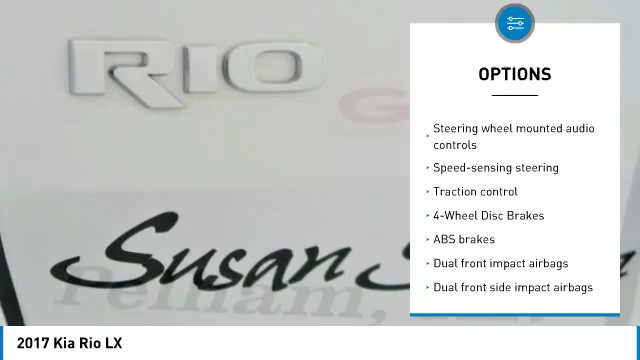 RIO
G
Susan S
Pelham,
OPTIONS
Steering wheel mounted audio
controls
Speed-sensing steering
Traction control
4-Wheel Disc Brakes
ABS brakes
Dual front impact airbags
Dual front side impact airbags
2017 Kia Rio LX